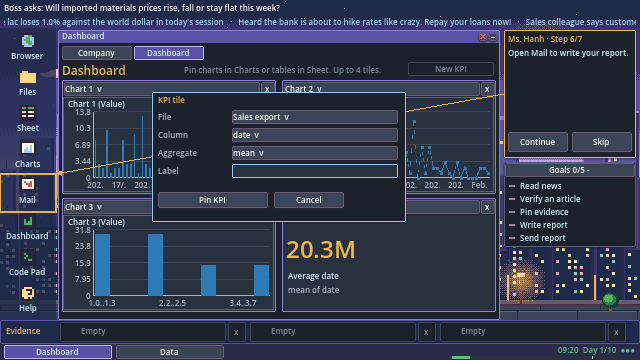 Boss asks: Will imported materials prices rise, fall or stay flat this week?
lac loses 1.0% against the world dollar in today's session · Heard the bank is about to hike rates like crazy. Repay your loans now! · Sales colleague says custome
Browser
Files
Sheet
Charts
Mail
Dashboard
Code Pad
Help
Dashboard
Company
Dashboard
Dashboard
Pin charts in Charts or tables in Sheet. Up to 4 tiles.
New KPI
Chart 1 v
x
Chart 2 v
x
Chart 1 (Value)
13.8
10.3
6.89
3.44
0
202.
17/.
202.
202.
202.
Feb.
KPI tile
File
Sales export v
Column
date v
Aggregate
mean v
Label
Pin KPI
Cancel
Chart 3 v
x
Chart 3 (Value)
31.8
23.9
15.9
7.95
0
1.0..1.3
2.2..2.5
3.4..3.7
20.3M
Average date
mean of date
Ms. Hanh · Step 6/7
Open Mail to write your report.
Continue
Skip
Goals 0/5 -
Read news
Verify an article
Pin evidence
Write report
Send report
Evidence
Empty
x
Empty
x
Empty
x
Dashboard
Data
09:20 Day 1/10